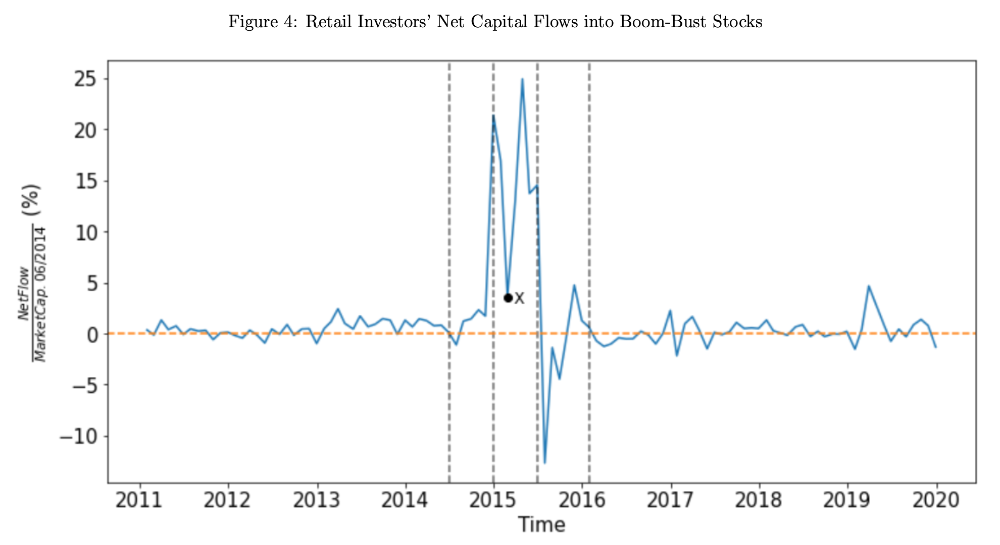 Figure 4: Retail Investors' Net Capital Flows into Boom-Bust Stocks
25
20
15
10
5
0
−5
−10
NetFlow
MarketCap. 06/2014
(%)
X
2011 2012 2013 2014 2015 2016 2017 2018 2019 2020
Time